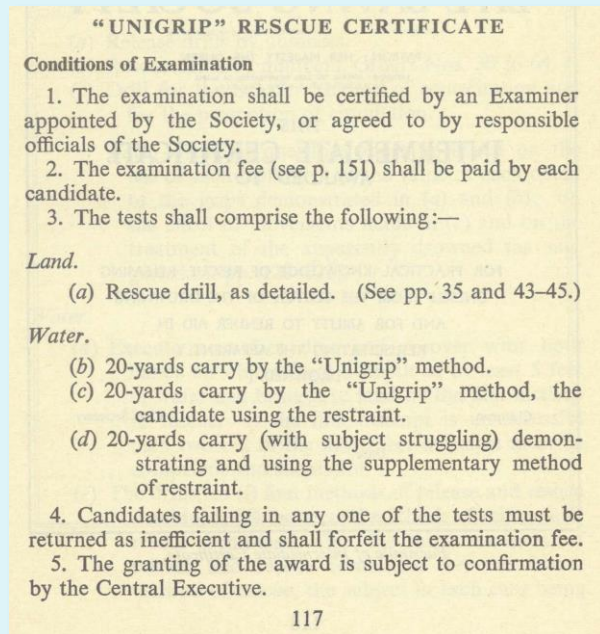 "UNIGRIP" RESCUE CERTIFICATE
Conditions of Examination
1. The examination shall be certified by an Examiner
appointed by the Society, or agreed to by responsible
officials of the Society.
2. The examination fee (see p. 151) shall be paid by each
candidate.
3. The tests shall comprise the following:—
Land.
(a) Rescue drill, as detailed. (See pp. 35 and 43–45.)
Water.
(b) 20-yards carry by the "Unigrip" method.
(c) 20-yards carry by the "Unigrip" method, the
candidate using the restraint.
(d) 20-yards carry (with subject struggling) demon-
strating and using the supplementary method
of restraint.
4. Candidates failing in any one of the tests must be
returned as inefficient and shall forfeit the examination fee.
5. The granting of the award is subject to confirmation
by the Central Executive.
117